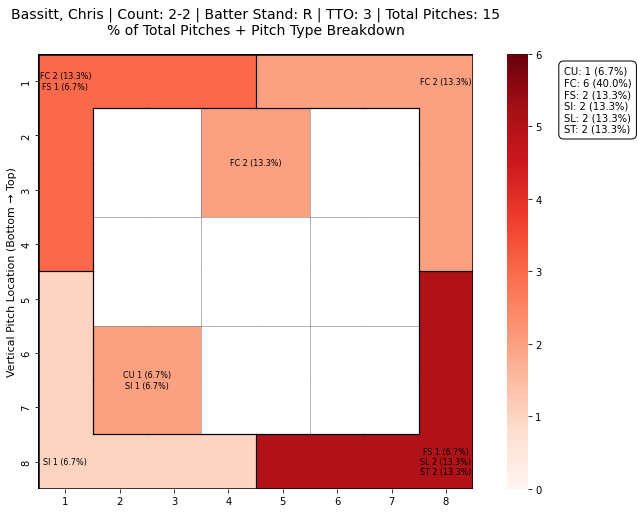 Bassitt, Chris | Count: 2-2 | Batter Stand: R | TTO: 3 | Total Pitches: 15
% of Total Pitches + Pitch Type Breakdown
FC 2 (13.3%)
FS 1 (6.7%)
FC 2 (13.3%)
FC 2 (13.3%)
CU 1 (6.7%)
SI 1 (6.7%)
SI 1 (6.7%)
FS 1 (6.7%)
SL 2 (13.3%)
ST 2 (13.3%)
Vertical Pitch Location (Bottom → Top)
1
2
3
4
5
6
7
8
1 2 3 4 5 6 7 8
6
5
4
3
2
1
0
CU: 1 (6.7%)
FC: 6 (40.0%)
FS: 2 (13.3%)
SI: 2 (13.3%)
SL: 2 (13.3%)
ST: 2 (13.3%)